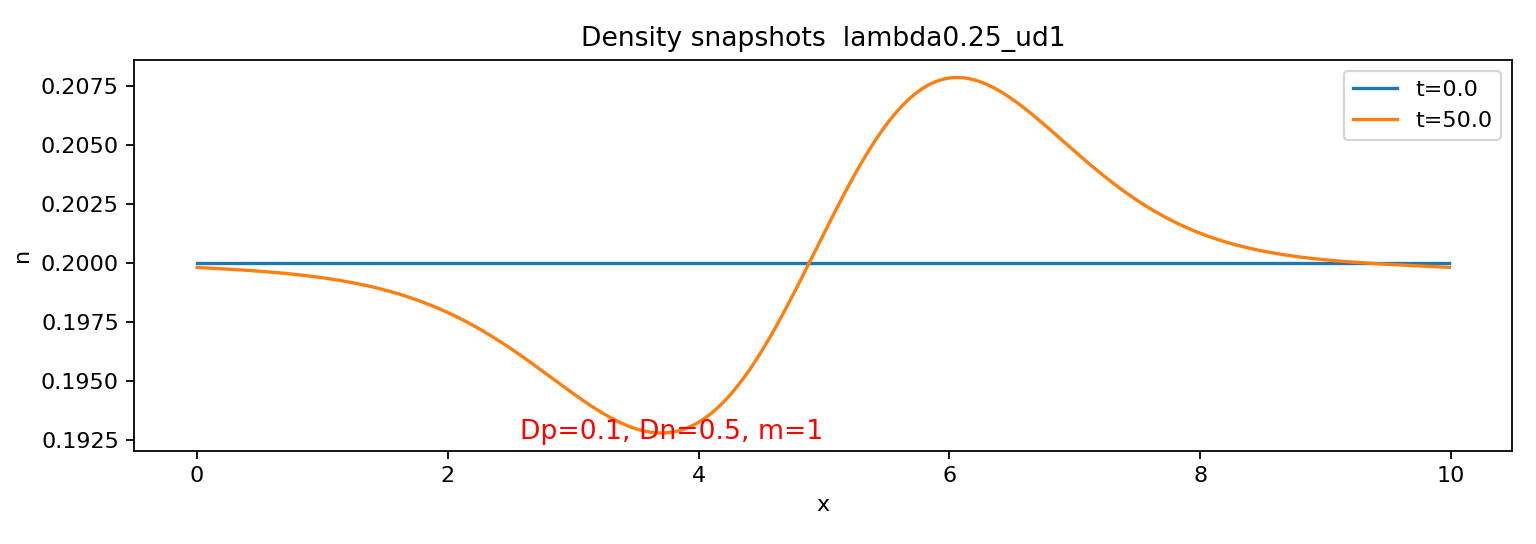 Density snapshots  lambda0.25_ud1
n
0.2075
0.2050
0.2025
0.2000
0.1975
0.1950
0.1925
t=0.0
t=50.0
Dp=0.1, Dn=0.5, m=1
0 2 4 6 8 10
x